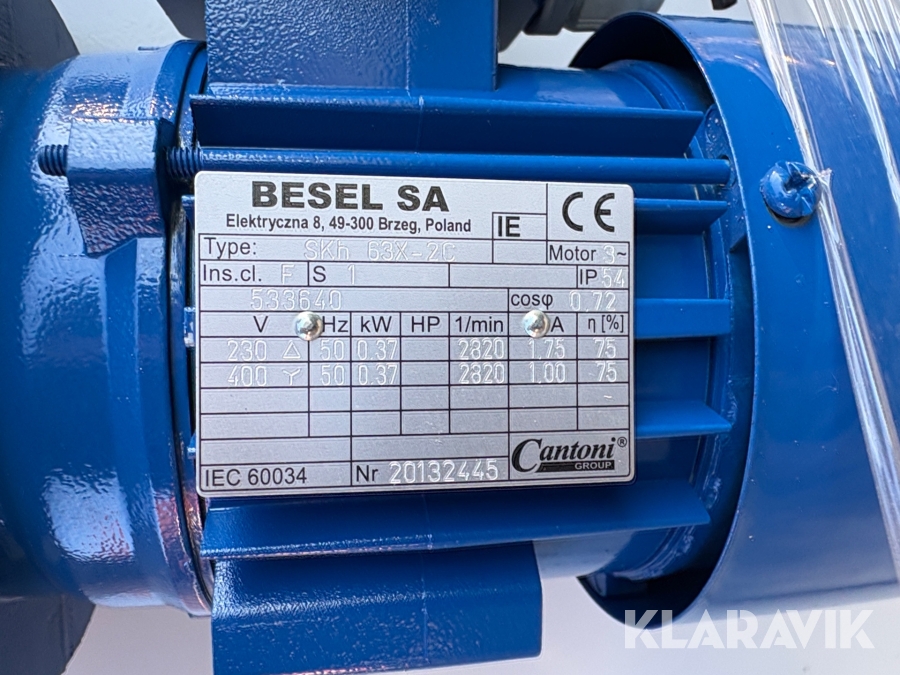 BESEL SA
Elektryczna 8, 49-300 Brzeg, Poland
IE
CE
Type: SKh 63X-2C
Motor 3~
Ins.cl. F S 1 IP 54
533640 cosφ 0,72
V Hz kW HP 1/min A η [%]
230 △ 50 0.37 2820 1.75 75
400 Y 50 0.37 2820 1.00 75
IEC 60034 Nr 20132445 Cantoni®
GROUP
KLARAVIK